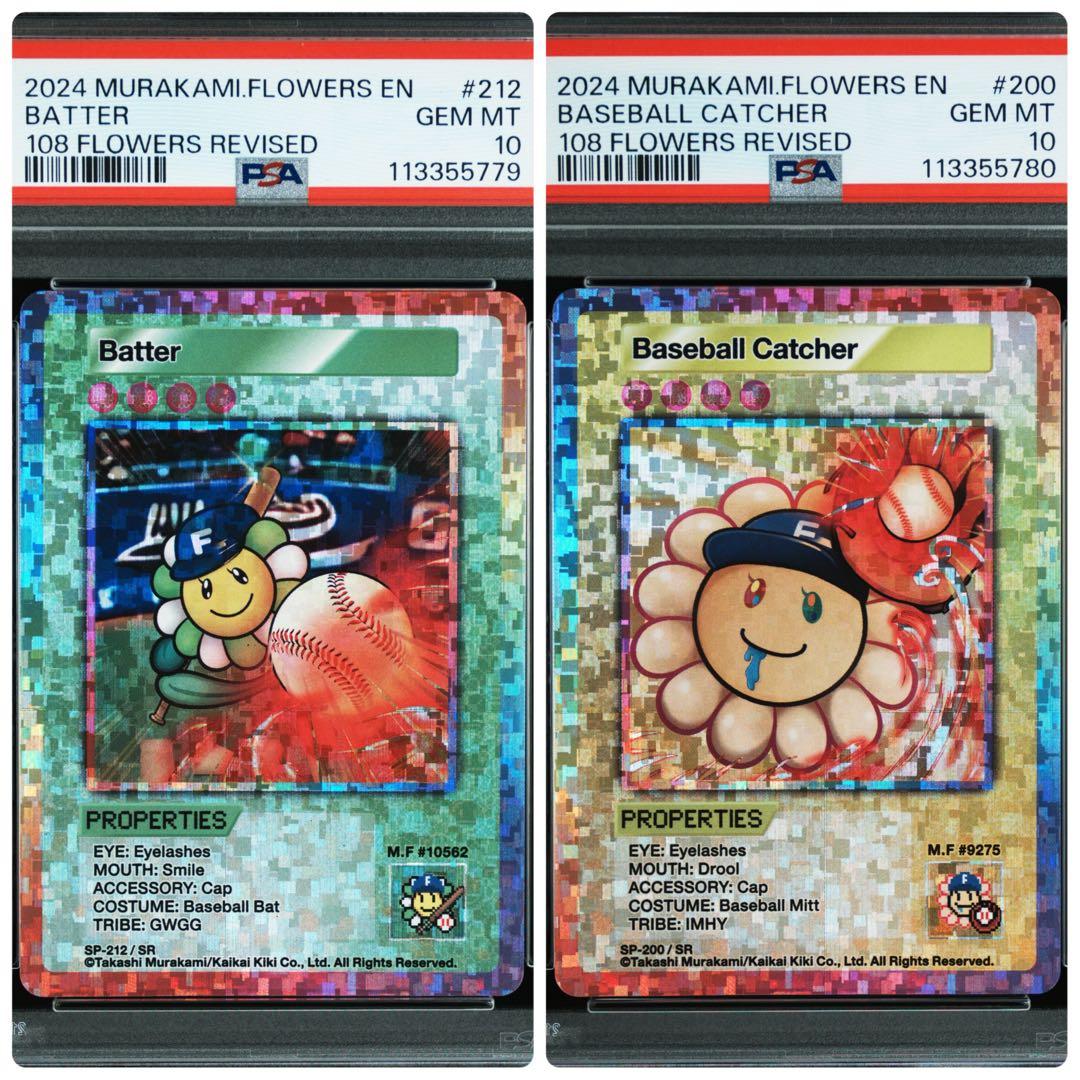 2024 MURAKAMI.FLOWERS EN #212
BATTER GEM MT
108 FLOWERS REVISED 10
PSA 113355779
Batter
F
PROPERTIES
EYE: Eyelashes
MOUTH: Smile
ACCESSORY: Cap
COSTUME: Baseball Bat
TRIBE: GWGG
M.F #10562
F
SP-212 / SR
©Takashi Murakami/Kaikai Kiki Co., Ltd. All Rights Reserved.
2024 MURAKAMI.FLOWERS EN #200
BASEBALL CATCHER GEM MT
108 FLOWERS REVISED 10
PSA 113355780
Baseball Catcher
F
PROPERTIES
EYE: Eyelashes
MOUTH: Drool
ACCESSORY: Cap
COSTUME: Baseball Mitt
TRIBE: IMHY
M.F #9275
F
SP-200 / SR
©Takashi Murakami/Kaikai Kiki Co., Ltd. All Rights Reserved.